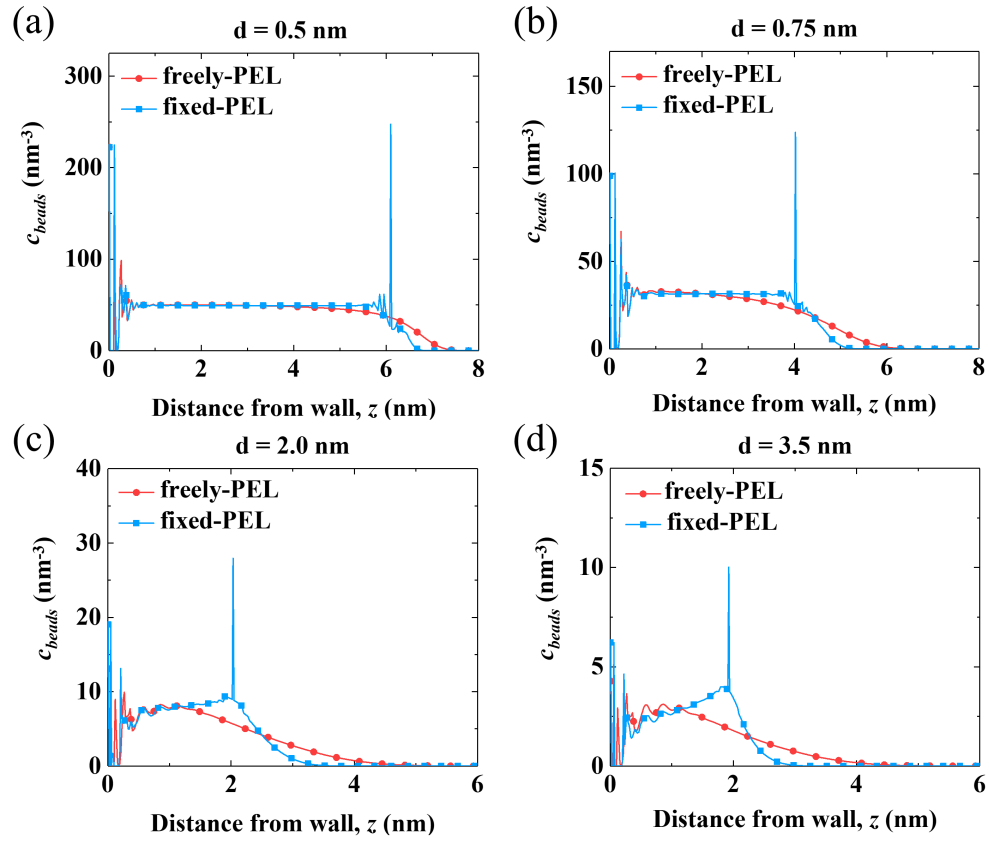 (a)
d = 0.5 nm
freely-PEL
fixed-PEL
300
200
100
0
c_beads (nm⁻³)
0 2 4 6 8
Distance from wall, z (nm)
(b)
d = 0.75 nm
freely-PEL
fixed-PEL
150
100
50
0
c_beads (nm⁻³)
0 2 4 6 8
Distance from wall, z (nm)
(c)
d = 2.0 nm
freely-PEL
fixed-PEL
40
30
20
10
0
c_beads (nm⁻³)
0 2 4 6
Distance from wall, z (nm)
(d)
d = 3.5 nm
freely-PEL
fixed-PEL
15
10
5
0
c_beads (nm⁻³)
0 2 4 6
Distance from wall, z (nm)